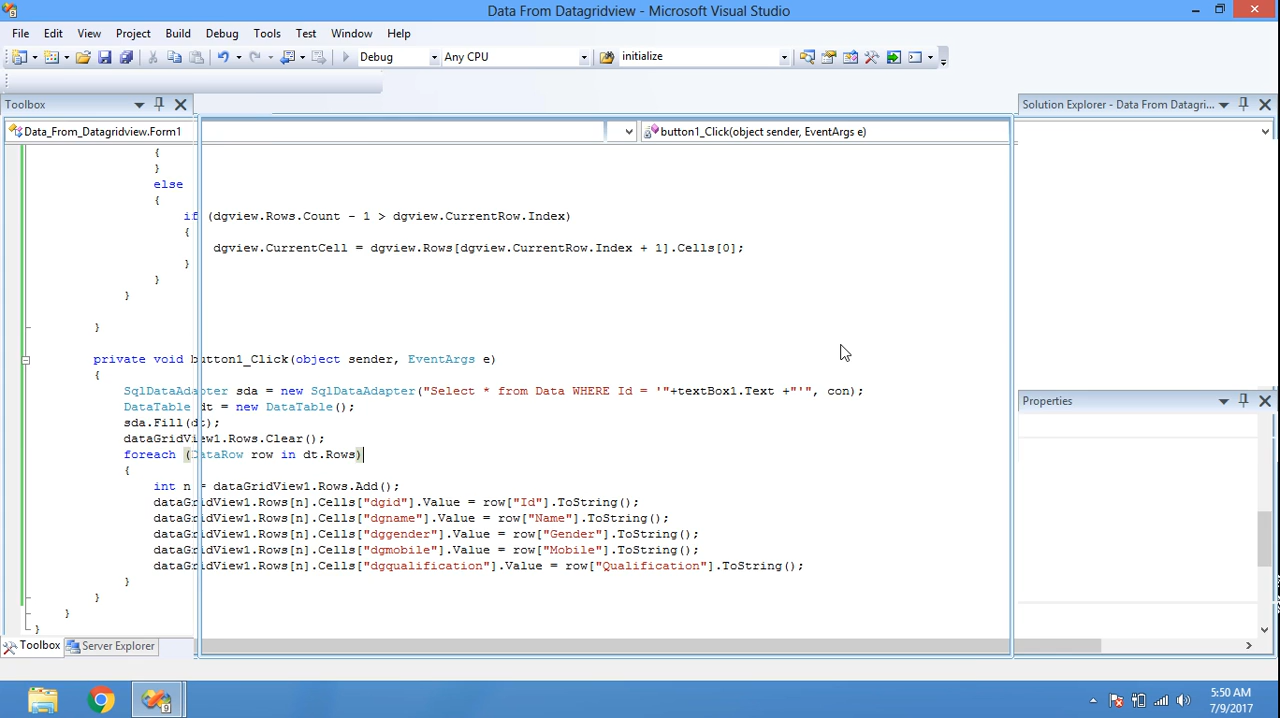 Data From Datagridview - Microsoft Visual Studio
File Edit View Project Build Debug Tools Test Window Help
Debug Any CPU initialize
Toolbox Solution Explorer - Data From Datagri...
Data_From_Datagridview.Form1 button1_Click(object sender, EventArgs e)
{
}
else
{
if (dgview.Rows.Count - 1 > dgview.CurrentRow.Index)
{
dgview.CurrentCell = dgview.Rows[dgview.CurrentRow.Index + 1].Cells[0];
}
}
}
}
private void button1_Click(object sender, EventArgs e)
{
SqlDataAdapter sda = new SqlDataAdapter("Select * from Data WHERE Id = '"+textBox1.Text +"'", con);
DataTable dt = new DataTable();
sda.Fill(dt);
dataGridView1.Rows.Clear();
foreach (DataRow row in dt.Rows)
{
int n = dataGridView1.Rows.Add();
dataGridView1.Rows[n].Cells["dgid"].Value = row["Id"].ToString();
dataGridView1.Rows[n].Cells["dgname"].Value = row["Name"].ToString();
dataGridView1.Rows[n].Cells["dggender"].Value = row["Gender"].ToString();
dataGridView1.Rows[n].Cells["dgmobile"].Value = row["Mobile"].ToString();
dataGridView1.Rows[n].Cells["dgqualification"].Value = row["Qualification"].ToString();
}
}
}
}
Properties
Toolbox Server Explorer
5:50 AM
7/9/2017